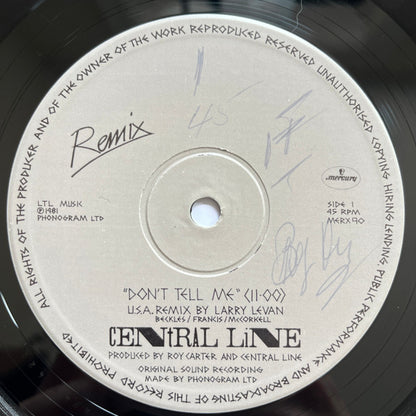 ALL RIGHTS OF THE PRODUCER AND OF THE OWNER OF THE WORK REPRODUCED RESERVED UNAUTHORISED COPYING HIRING LENDING PUBLIC PERFORMANCE AND BROADCASTING OF THIS RECORD PROHIBITED
Remix
1
45
LTL MUSIC
℗1981
PHONOGRAM LTD
mercury
SIDE 1
45 RPM
MERX90
"DON'T TELL ME" (11·00)
U.S.A. REMIX BY LARRY LEVAN
BECKLES/FRANCIS/McCORKELL
CENTRAL LINE
PRODUCED BY ROY CARTER AND CENTRAL LINE
ORIGINAL SOUND RECORDING
MADE BY PHONOGRAM LTD